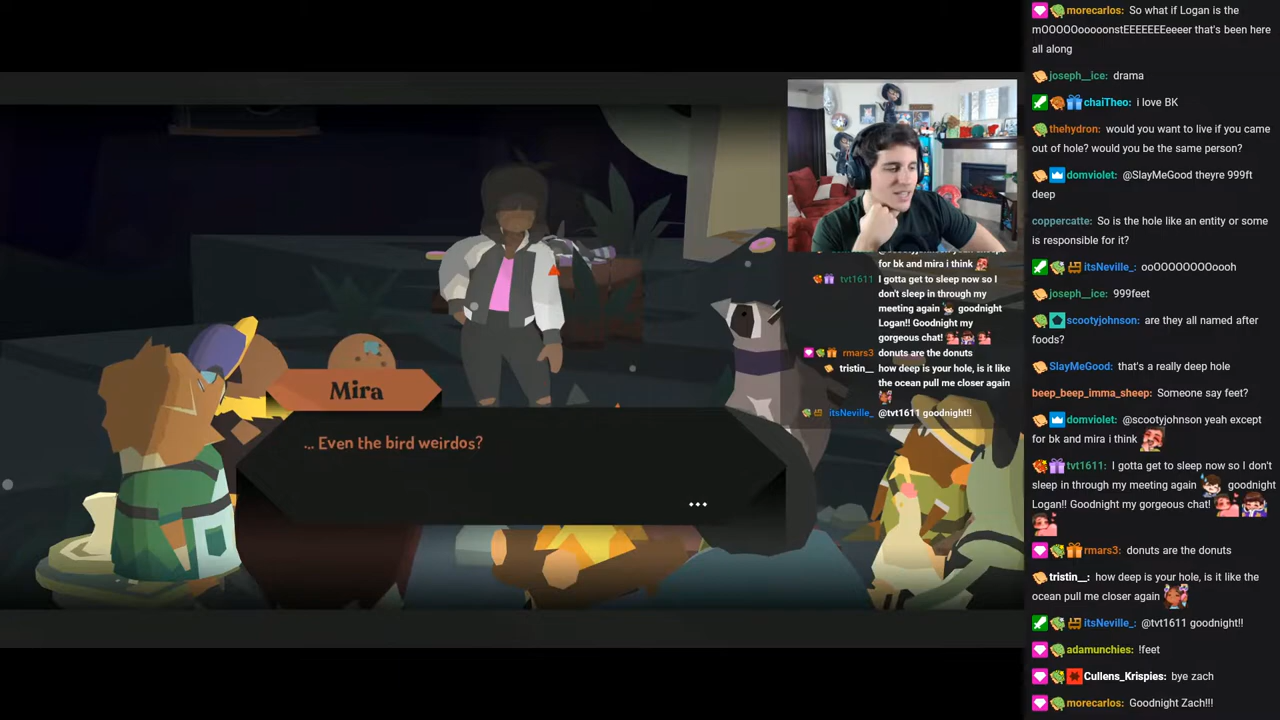 Mira
... Even the bird weirdos?
...
for bk and mira i think
tvt1611 I gotta get to sleep now so I
don't sleep in through my
meeting again goodnight
Logan!! Goodnight my
gorgeous chat!
rmars3 donuts are the donuts
tristin__ how deep is your hole, is it like
the ocean pull me closer again
itsNeville_ @tvt1611 goodnight!!
morecarlos: So what if Logan is the
mOOOOooooonstEEEEEEEeeeer that's been here
all along
joseph__ice: drama
chaiTheo: i love BK
thehydron: would you want to live if you came
out of hole? would you be the same person?
domviolet: @SlayMeGood theyre 999ft
deep
coppercatte: So is the hole like an entity or some
is responsible for it?
itsNeville_: ooOOOOOOOOoooh
joseph__ice: 999feet
scootyjohnson: are they all named after
foods?
SlayMeGood: that's a really deep hole
beep_beep_imma_sheep: Someone say feet?
domviolet: @scootyjohnson yeah except
for bk and mira i think
tvt1611: I gotta get to sleep now so I don't
sleep in through my meeting again goodnight
Logan!! Goodnight my gorgeous chat!
rmars3: donuts are the donuts
tristin__: how deep is your hole, is it like the
ocean pull me closer again
itsNeville_: @tvt1611 goodnight!!
adamunchies: !feet
Cullens_Krispies: bye zach
morecarlos: Goodnight Zach!!!